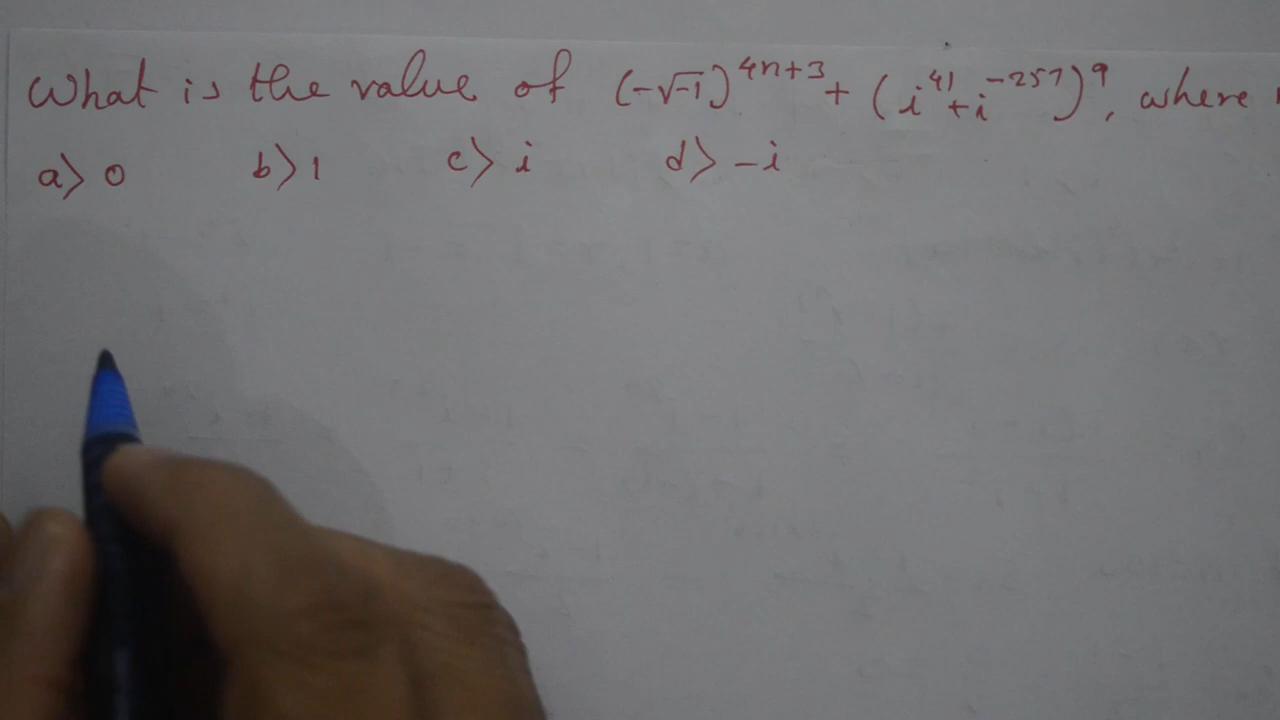 What is the value of (-√-1)^{4n+3} + (i^{41}+i^{-257})^9, where
a> 0 b> 1 c> i d> -i